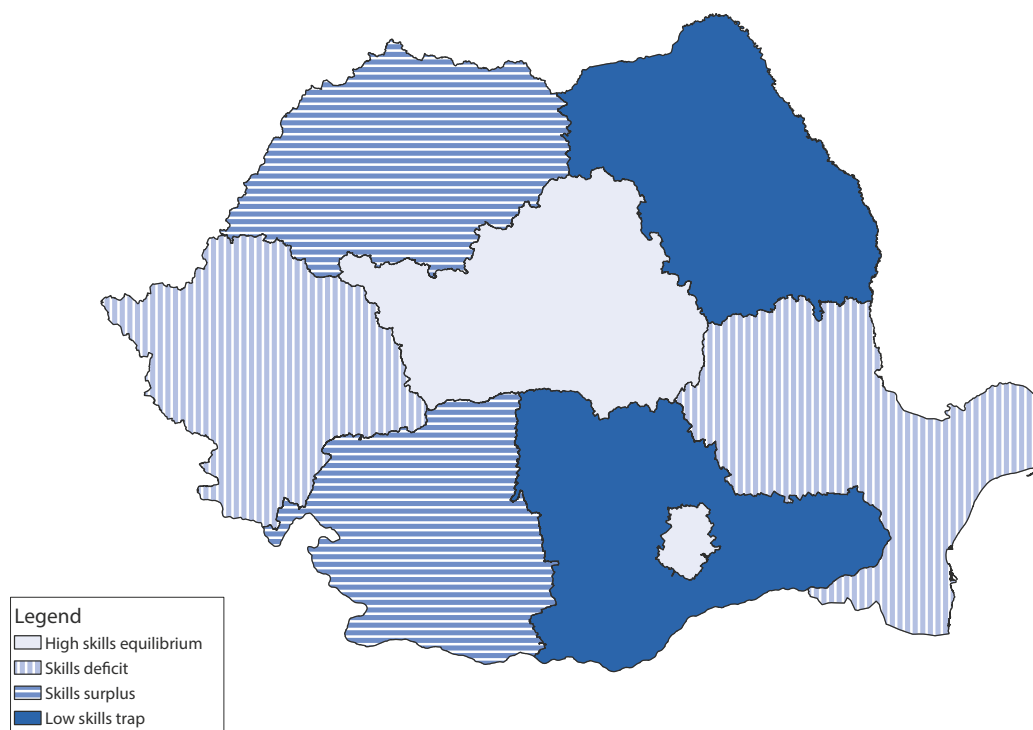 Legend
High skills equilibrium
Skills deficit
Skills surplus
Low skills trap